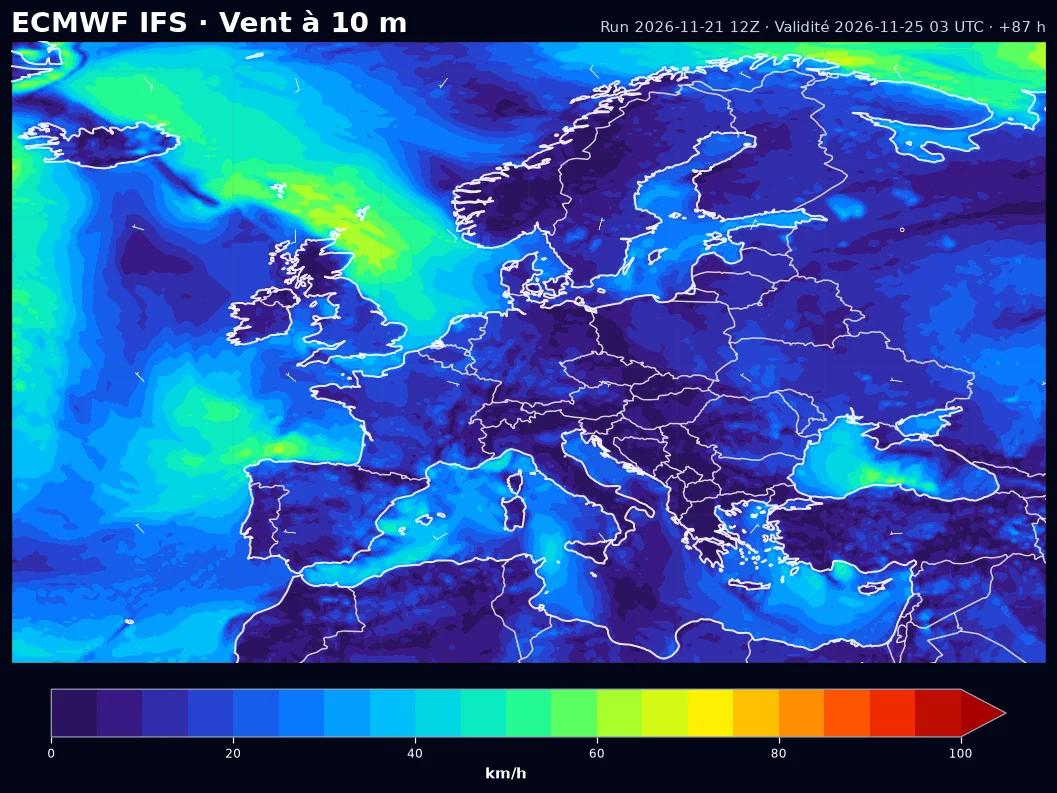 ECMWF IFS · Vent à 10 m
Run 2026-11-21 12Z · Validité 2026-11-25 03 UTC · +87 h
0 20 40 60 80 100
km/h